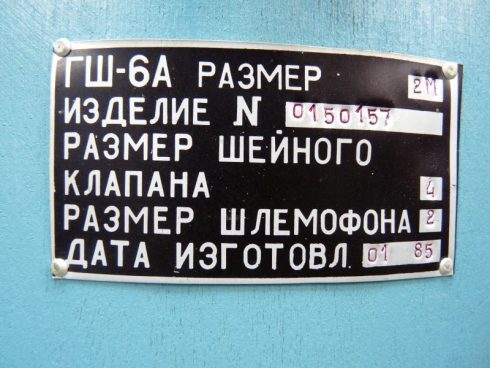 ГШ-6А РАЗМЕР 2М
ИЗДЕЛИЕ N 0150157
РАЗМЕР ШЕЙНОГО
КЛАПАНА 4
РАЗМЕР ШЛЕМОФОНА 2
ДАТА ИЗГОТОВЛ 01 85